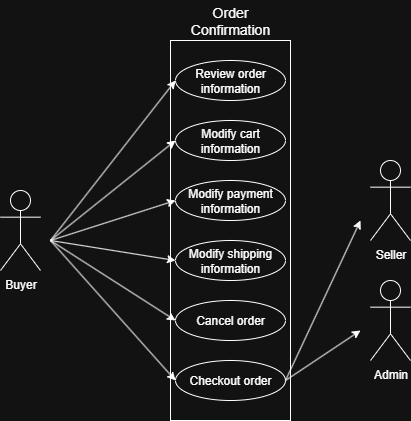 Order
Confirmation
Review order
information
Modify cart
information
Modify payment
information
Modify shipping
information
Cancel order
Checkout order
Buyer
Seller
Admin